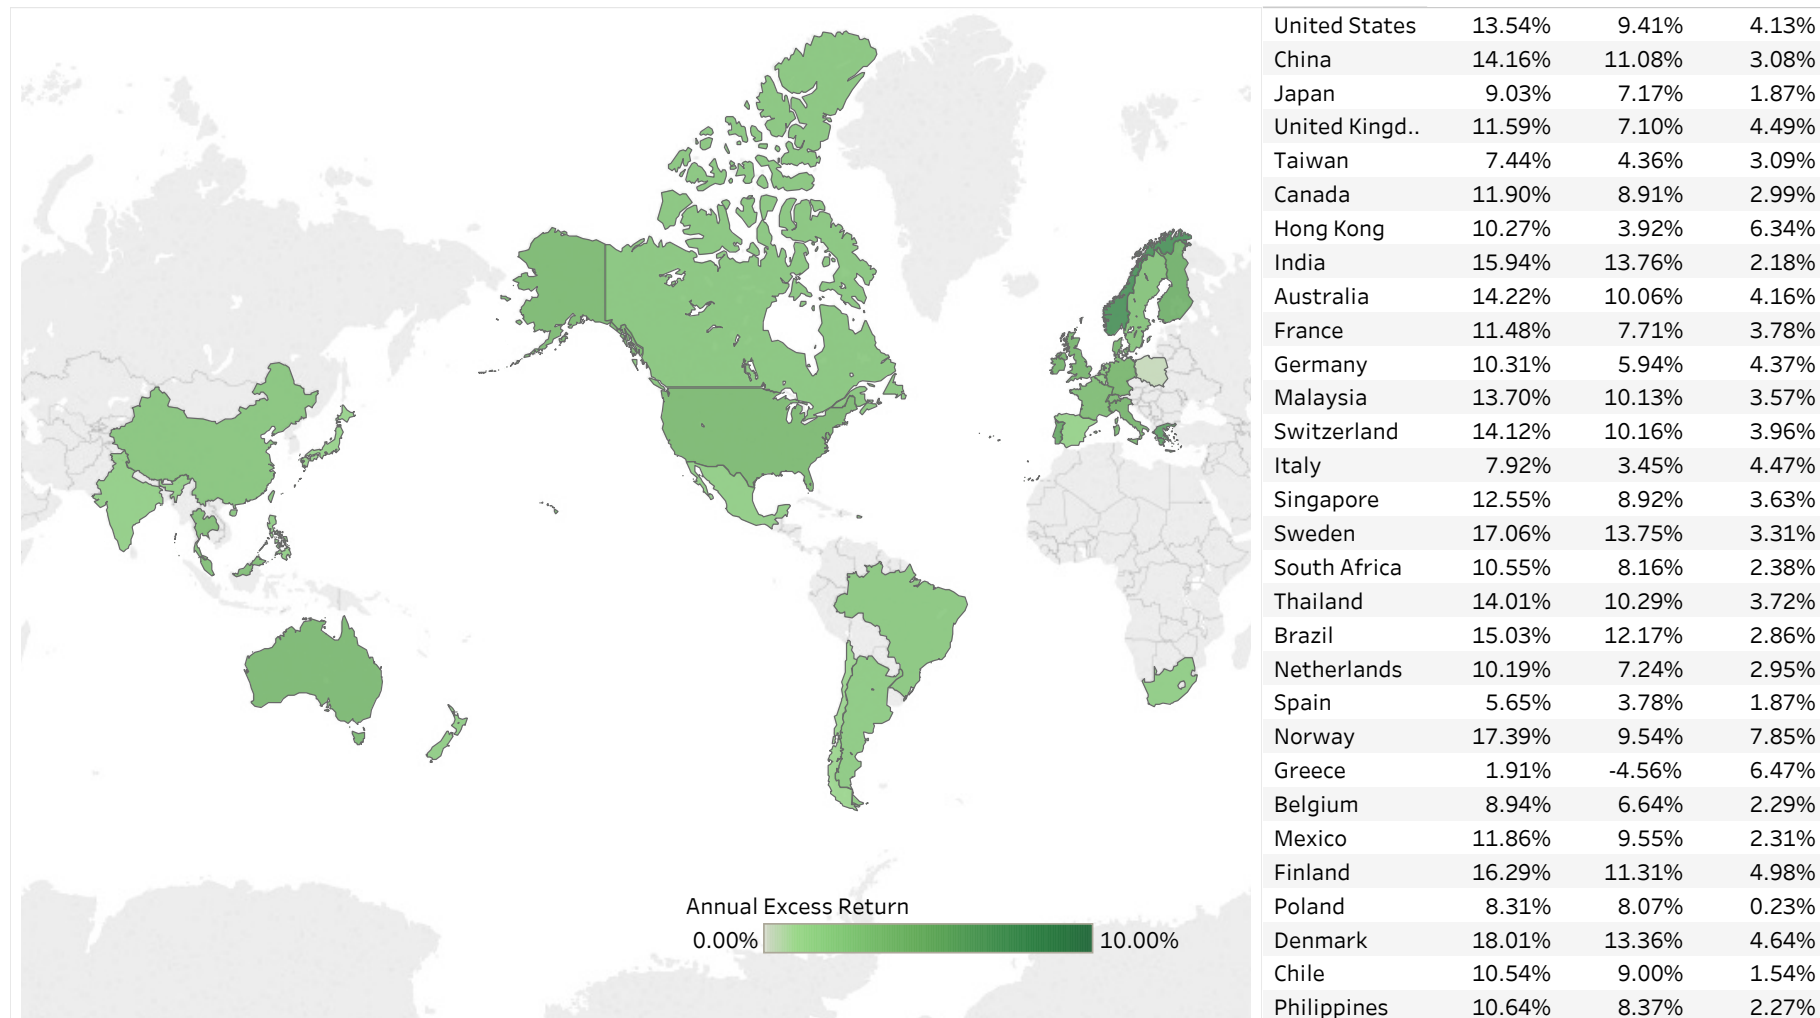 United States 13.54% 9.41% 4.13%
China 14.16% 11.08% 3.08%
Japan 9.03% 7.17% 1.87%
United Kingd.. 11.59% 7.10% 4.49%
Taiwan 7.44% 4.36% 3.09%
Canada 11.90% 8.91% 2.99%
Hong Kong 10.27% 3.92% 6.34%
India 15.94% 13.76% 2.18%
Australia 14.22% 10.06% 4.16%
France 11.48% 7.71% 3.78%
Germany 10.31% 5.94% 4.37%
Malaysia 13.70% 10.13% 3.57%
Switzerland 14.12% 10.16% 3.96%
Italy 7.92% 3.45% 4.47%
Singapore 12.55% 8.92% 3.63%
Sweden 17.06% 13.75% 3.31%
South Africa 10.55% 8.16% 2.38%
Thailand 14.01% 10.29% 3.72%
Brazil 15.03% 12.17% 2.86%
Netherlands 10.19% 7.24% 2.95%
Spain 5.65% 3.78% 1.87%
Norway 17.39% 9.54% 7.85%
Greece 1.91% -4.56% 6.47%
Belgium 8.94% 6.64% 2.29%
Mexico 11.86% 9.55% 2.31%
Finland 16.29% 11.31% 4.98%
Poland 8.31% 8.07% 0.23%
Denmark 18.01% 13.36% 4.64%
Chile 10.54% 9.00% 1.54%
Philippines 10.64% 8.37% 2.27%
Annual Excess Return
0.00% 10.00%